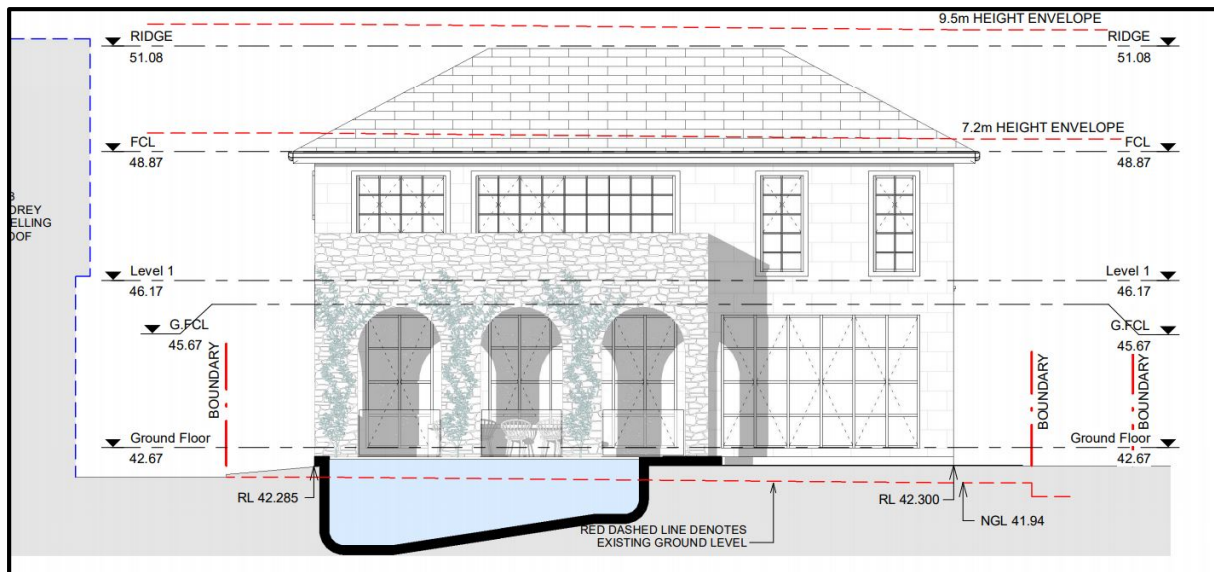 9.5m HEIGHT ENVELOPE
RIDGE
51.08
RIDGE
51.08
7.2m HEIGHT ENVELOPE
FCL
48.87
FCL
48.87
OREY
ELLING
OOF
Level 1
46.17
Level 1
46.17
G.FCL
45.67
G.FCL
45.67
BOUNDARY
BOUNDARY
BOUNDARY
Ground Floor
42.67
Ground Floor
42.67
RL 42.285
RL 42.300
NGL 41.94
RED DASHED LINE DENOTES
EXISTING GROUND LEVEL